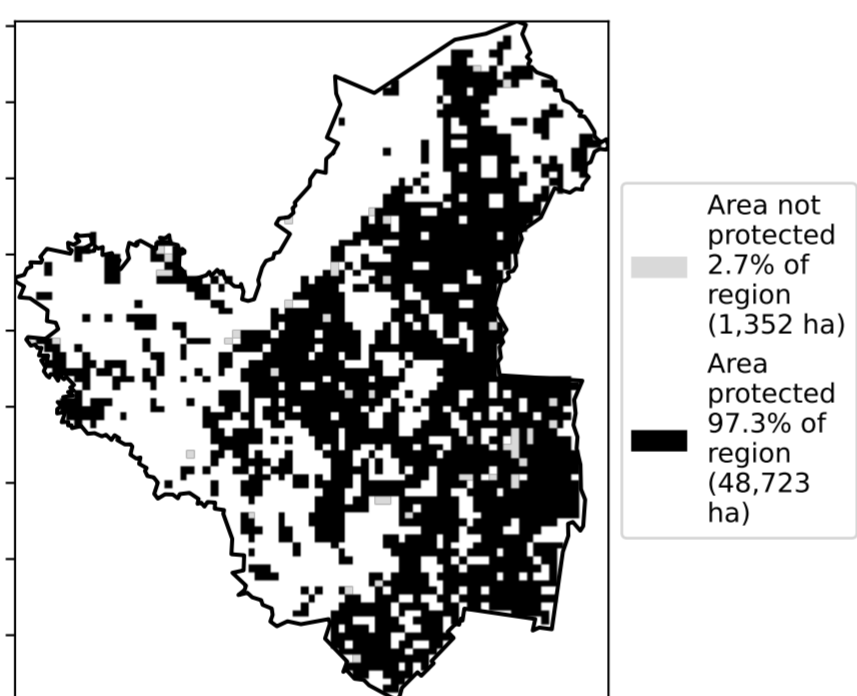 Area not
protected
2.7% of
region
(1,352 ha)
Area
protected
97.3% of
region
(48,723
ha)